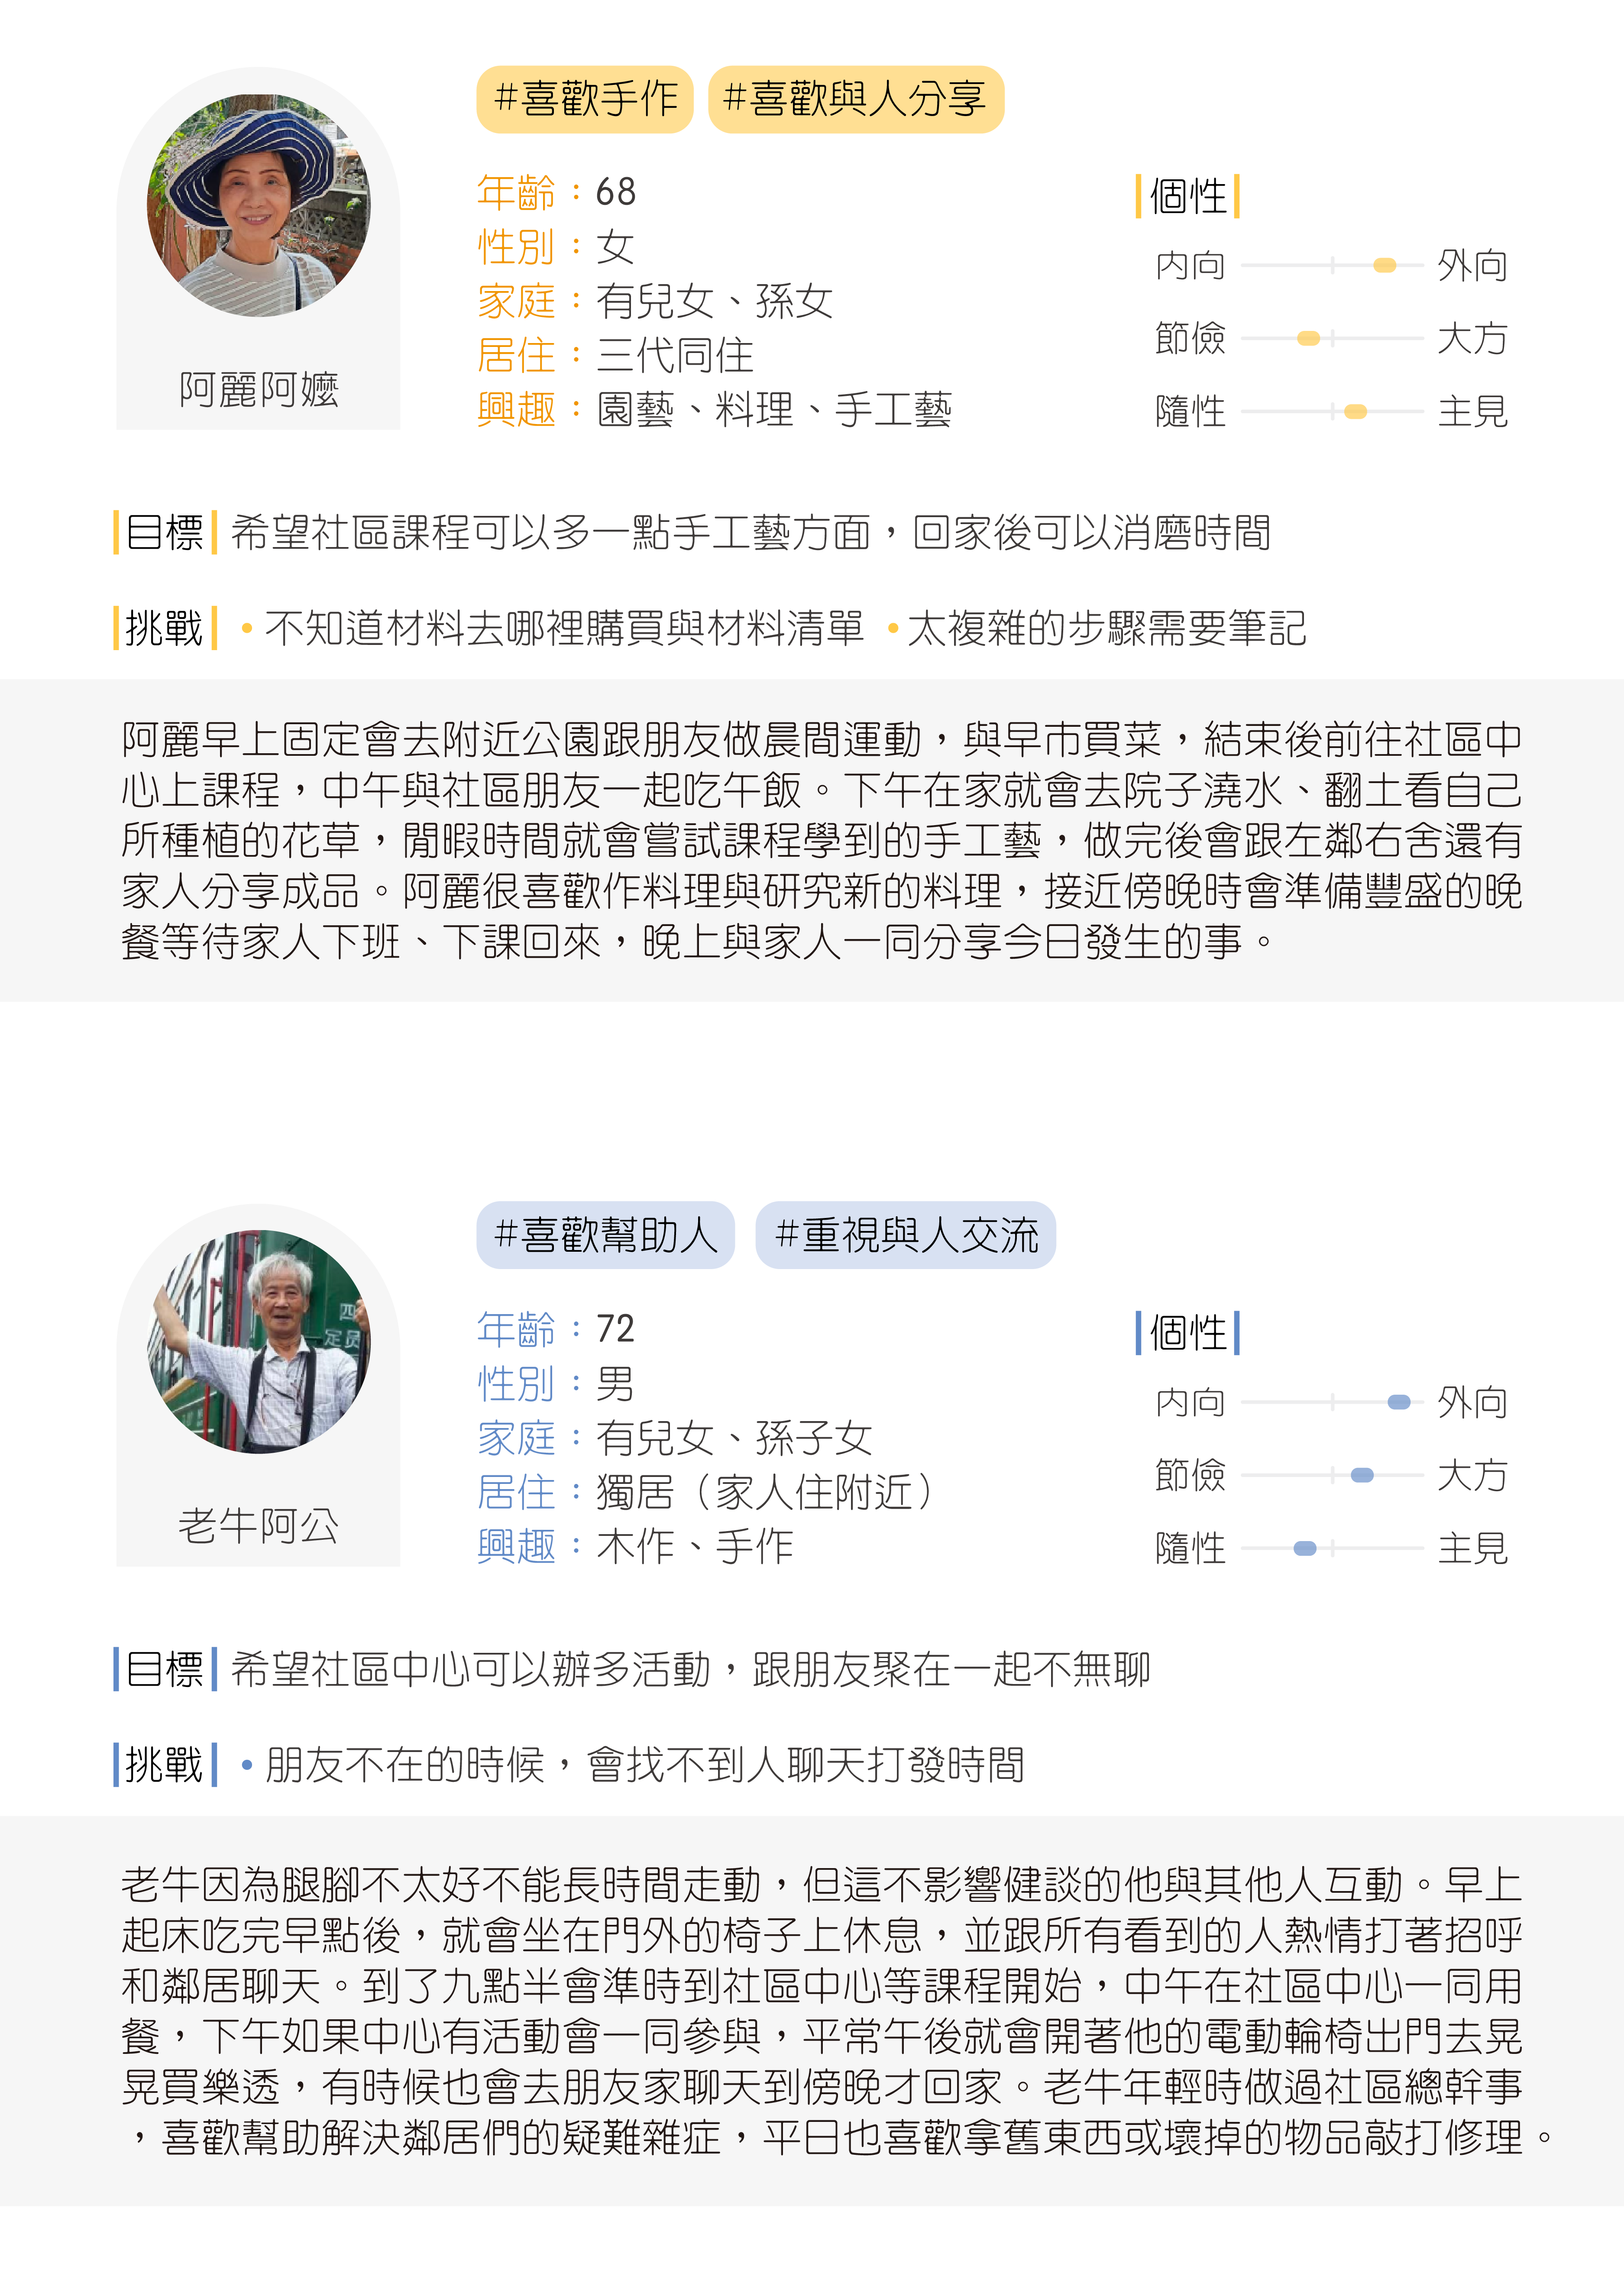 #喜歡手作 #喜歡與人分享
年齡：68
性別：女
家庭：有兒女、孫女
居住：三代同住
興趣：園藝、料理、手工藝
阿麗阿嬤
個性
內向 外向
節儉 大方
隨性 主見
目標 希望社區課程可以多一點手工藝方面，回家後可以消磨時間
挑戰 •不知道材料去哪裡購買與材料清單 •太複雜的步驟需要筆記
阿麗早上固定會去附近公園跟朋友做晨間運動，與早市買菜，結束後前往社區中
心上課程，中午與社區朋友一起吃午飯。下午在家就會去院子澆水、翻土看自己
所種植的花草，閒暇時間就會嘗試課程學到的手工藝，做完後會跟左鄰右舍還有
家人分享成品。阿麗很喜歡作料理與研究新的料理，接近傍晚時會準備豐盛的晚
餐等待家人下班、下課回來，晚上與家人一同分享今日發生的事。
#喜歡幫助人 #重視與人交流
年齡：72
性別：男
家庭：有兒女、孫子女
居住：獨居（家人住附近）
興趣：木作、手作
四
定员
老牛阿公
個性
內向 外向
節儉 大方
隨性 主見
目標 希望社區中心可以辦多活動，跟朋友聚在一起不無聊
挑戰 •朋友不在的時候，會找不到人聊天打發時間
老牛因為腿腳不太好不能長時間走動，但這不影響健談的他與其他人互動。早上
起床吃完早點後，就會坐在門外的椅子上休息，並跟所有看到的人熱情打著招呼
和鄰居聊天。到了九點半會準時到社區中心等課程開始，中午在社區中心一同用
餐，下午如果中心有活動會一同參與，平常午後就會開著他的電動輪椅出門去晃
晃買樂透，有時候也會去朋友家聊天到傍晚才回家。老牛年輕時做過社區總幹事
，喜歡幫助解決鄰居們的疑難雜症，平日也喜歡拿舊東西或壞掉的物品敲打修理。